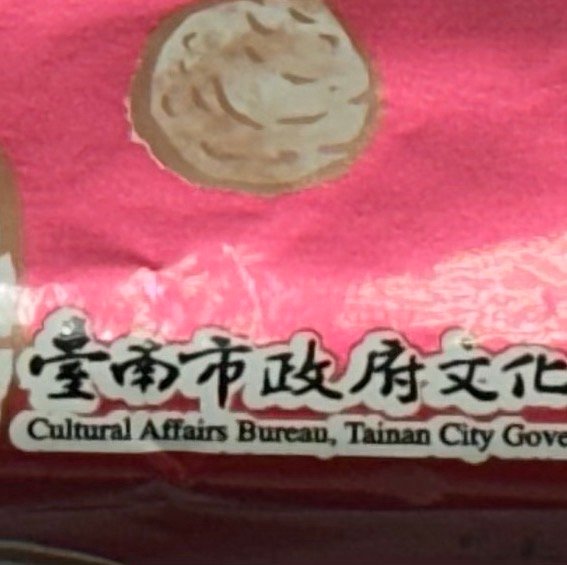 臺南市政府文化
Cultural Affairs Bureau, Tainan City Gove